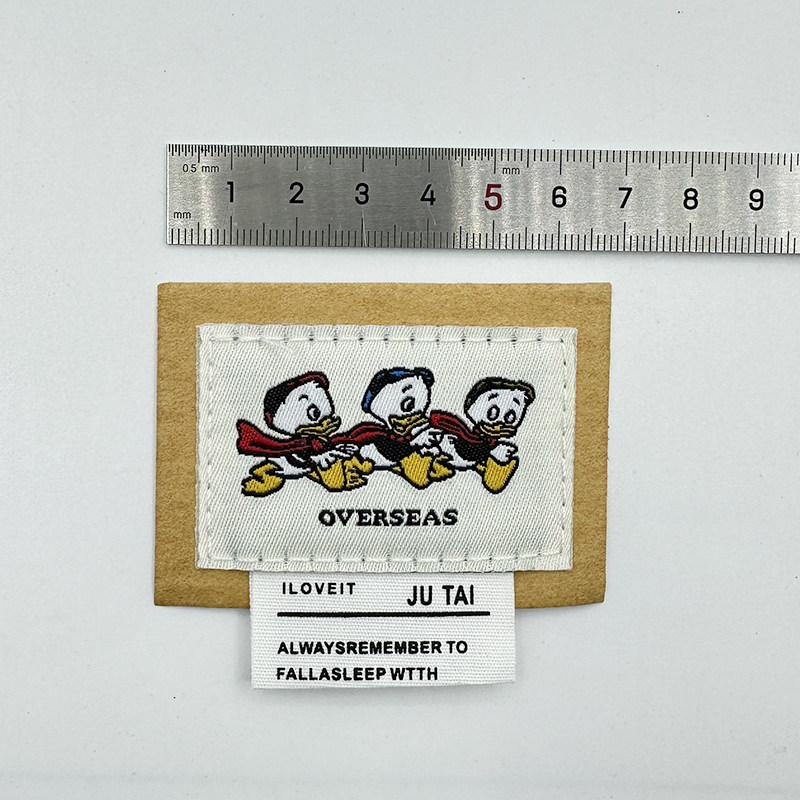 0.5 mm
mm
1 2 3 4 5 6 7 8 9
mm
OVERSEAS
ILOVEIT JU TAI
ALWAYSREMEMBER TO
FALLASLEEP WTTH